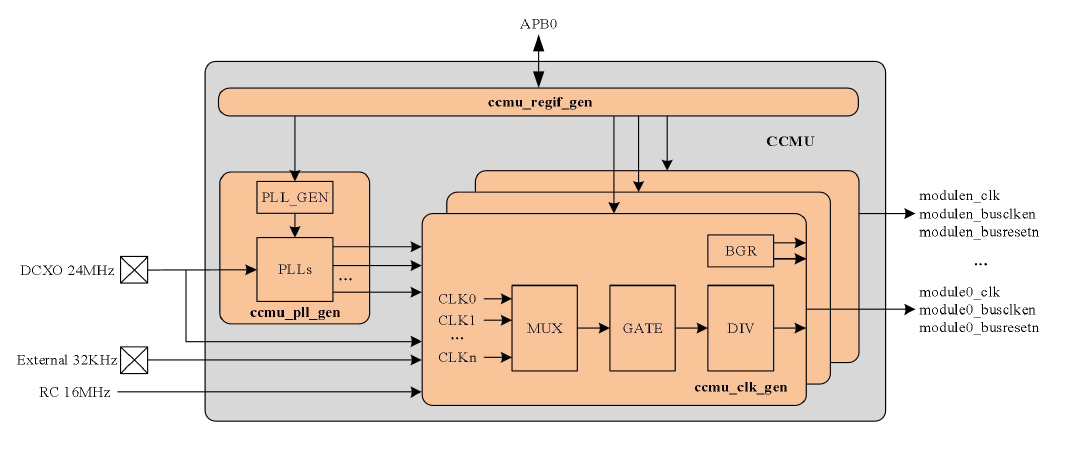 APB0
ccmu_regif_gen
CCMU
PLL_GEN
PLLs
...
ccmu_pll_gen
DCXO 24MHz
External 32KHz
RC 16MHz
BGR
CLK0
CLK1
...
CLKn
MUX
GATE
DIV
ccmu_clk_gen
modulen_clk
modulen_busclken
modulen_busresetn
...
module0_clk
module0_busclken
module0_busresetn